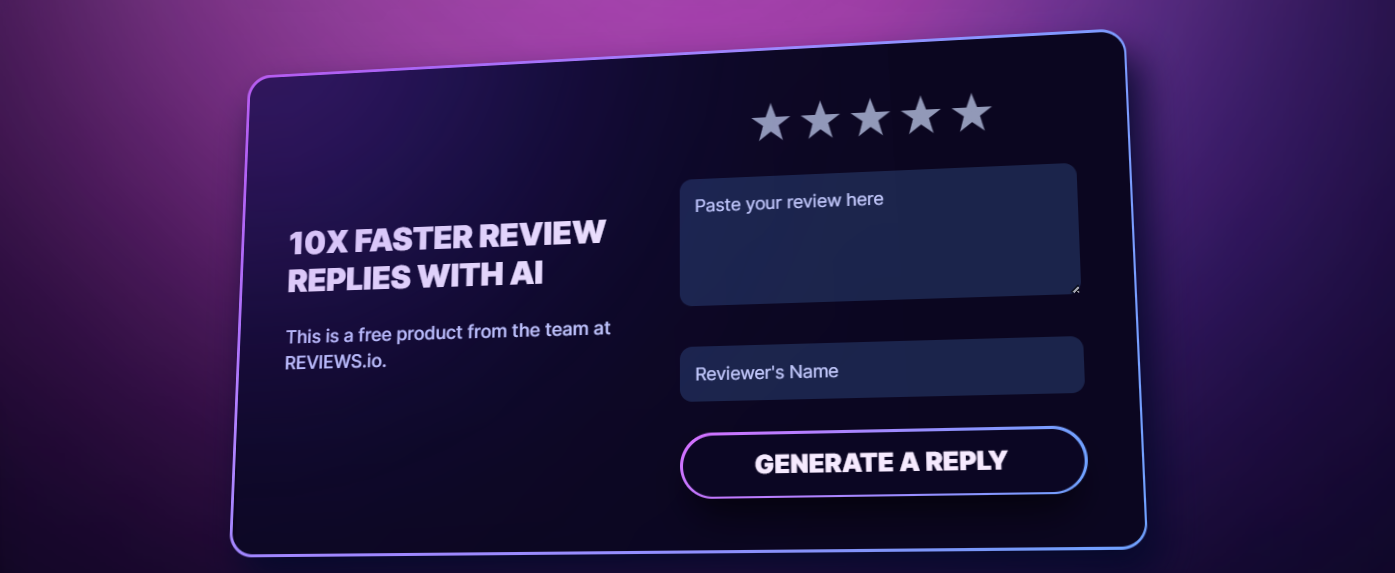 10X FASTER REVIEW
REPLIES WITH AI
This is a free product from the team at
REVIEWS.io.
Paste your review here
Reviewer's Name
GENERATE A REPLY